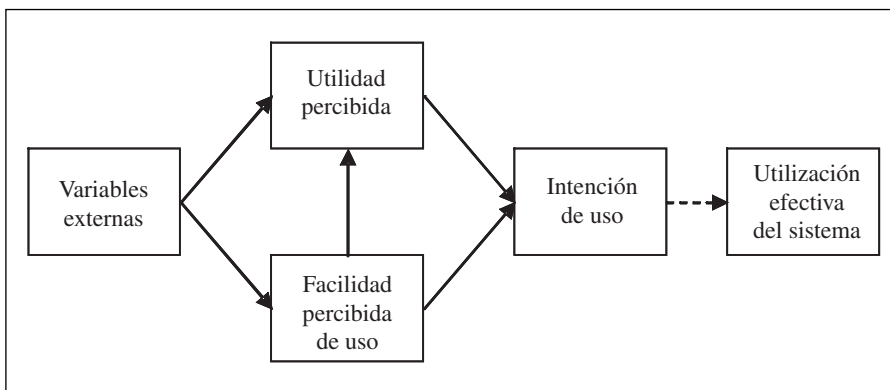 Utilidad
percibida
Variables
externas
Intención
de uso
Utilización
efectiva
del sistema
Facilidad
percibida
de uso